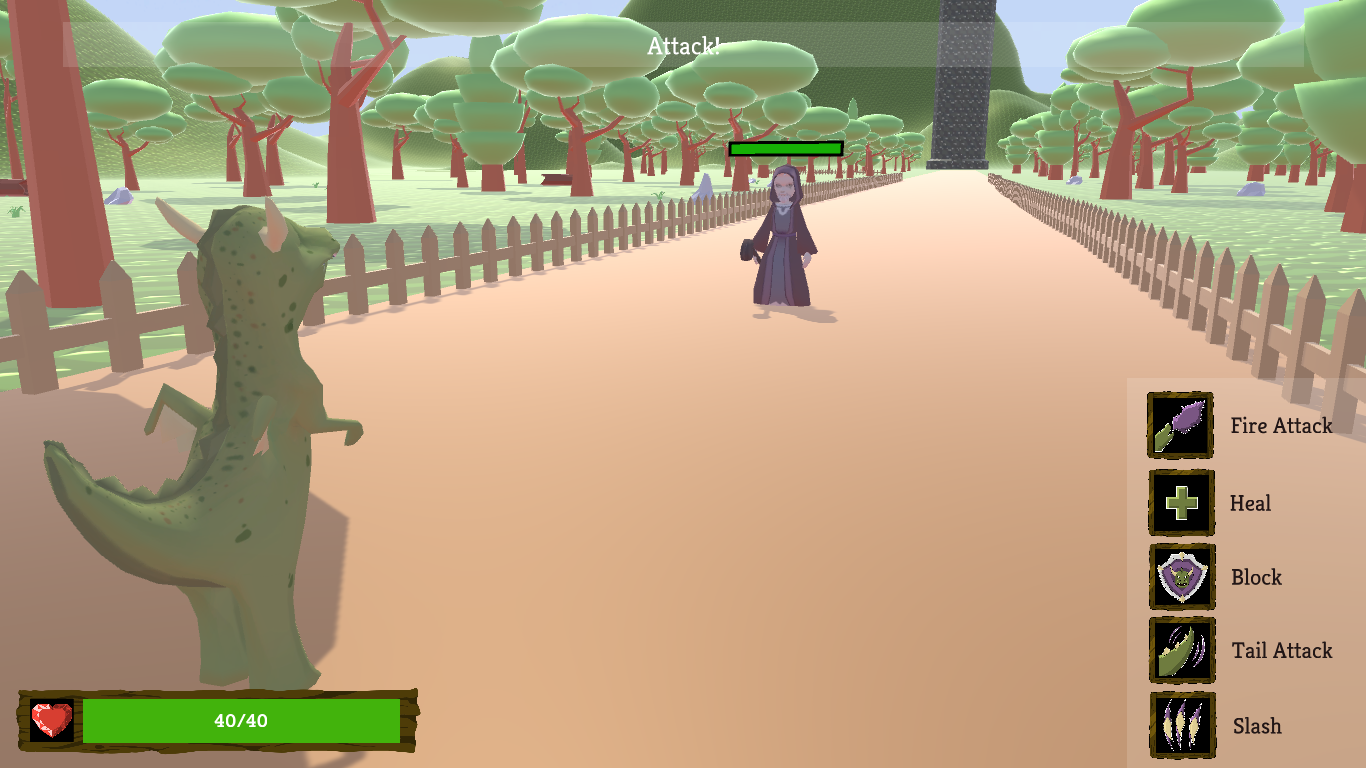 Attack!
Fire Attack
Heal
Block
Tail Attack
Slash
40/40